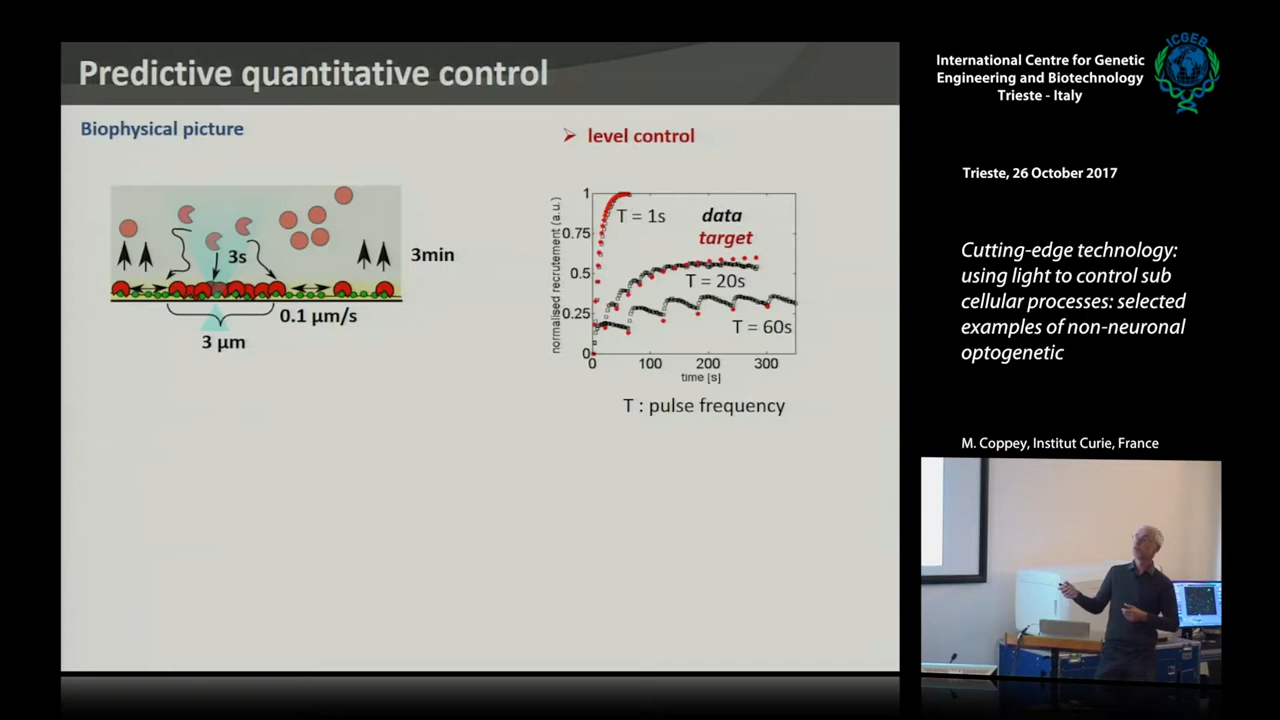 Predictive quantitative control
Biophysical picture
3s
3min
0.1 µm/s
3 µm
➢ level control
normalised recrutement (a.u.)
1
0.75
0.5
0.25
0
T = 1s
data
target
T = 20s
T = 60s
0
100
200
300
time [s]
T : pulse frequency
International Centre for Genetic
Engineering and Biotechnology
Trieste - Italy
ICGEB
Trieste, 26 October 2017
Cutting-edge technology:
using light to control sub
cellular processes: selected
examples of non-neuronal
optogenetic
M. Coppey, Institut Curie, France